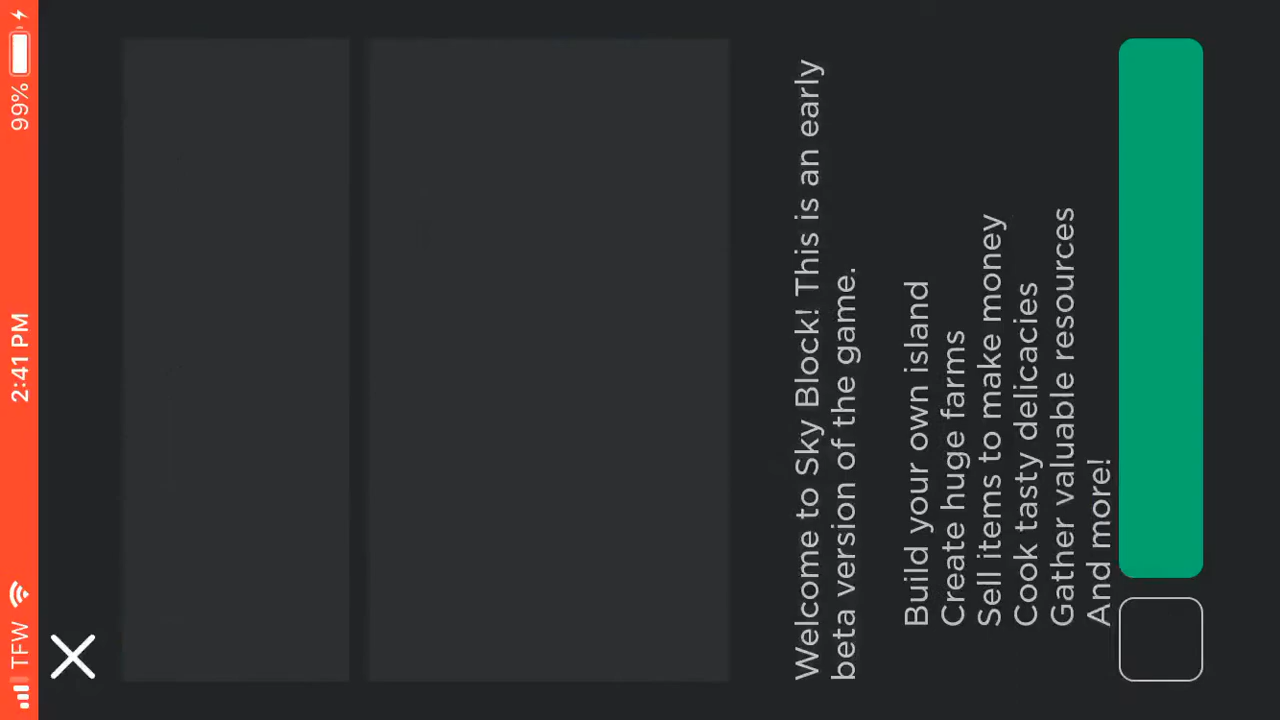 TFW 2:41 PM 99%
Welcome to Sky Block! This is an early
beta version of the game.
Build your own island
Create huge farms
Sell items to make money
Cook tasty delicacies
Gather valuable resources
And more!